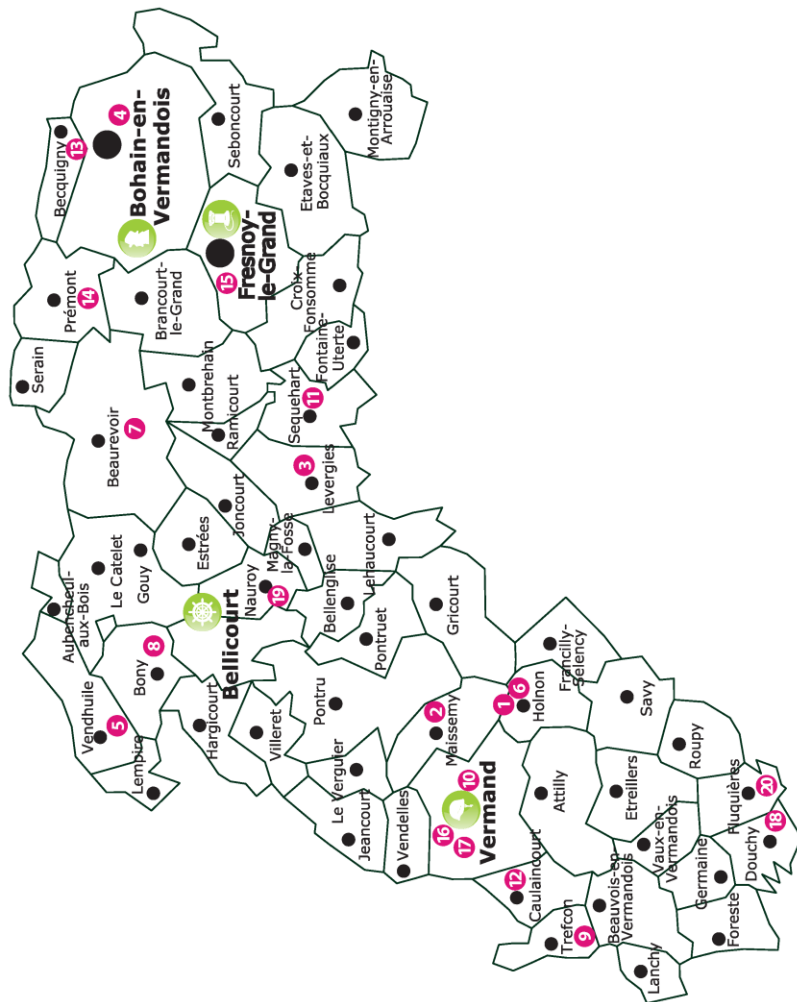 Serain
Becquigny
13
Aubencheul-
aux-Bois
Prémont
14
Vendhuile
5
Le Catelet
Gouy
Beaurevoir
7
4
Bohain-en-
Vermandois
Lempire
Bony
8
Brancourt-
le-Grand
Hargicourt
Estrées
Montbrehain
Ramicourt
Seboncourt
Bellicourt
15
Fresnoy-
le-Grand
Villeret
Nauroy
19
Magny-
la-Fosse
Joncourt
Levergies
3
Sequehart
11
Croix-
Fonsomme
Fontaine-
Uterte
Etaves-et-
Bocquiaux
Montigny-en-
Arrouaise
Le Verguier
Jeancourt
Pontru
Bellenglise
Pontruet
Lehaucourt
Vendelles
16
17
10
Vermand
Maissemy
2
Gricourt
Caulaincourt
12
Trefcon
9
Attilly
1
6
Holnon
Francilly-
Selency
Beauvois-en-
Vermandois
Etreillers
Savy
Lanchy
Vaux-en-
Vermandois
Roupy
Germaine
Foreste
Fluquières
20
Douchy
18